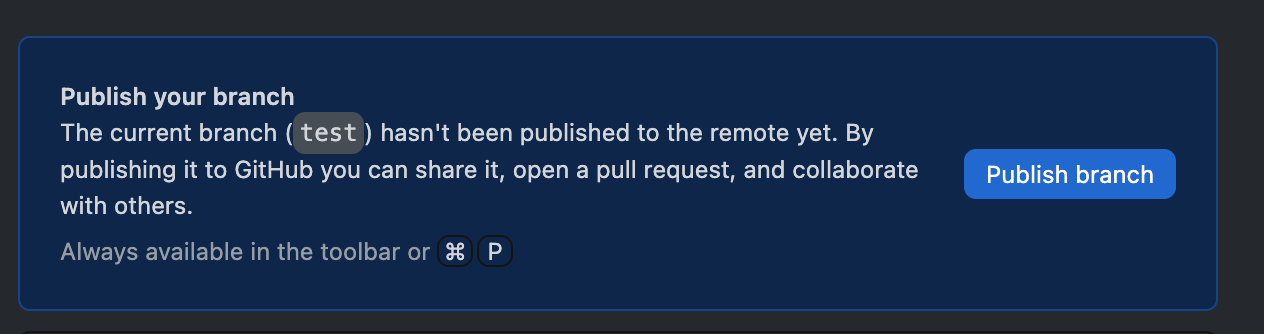 Publish your branch
The current branch (test) hasn't been published to the remote yet. By
publishing it to GitHub you can share it, open a pull request, and collaborate
with others.
Publish branch
Always available in the toolbar or ⌘ P